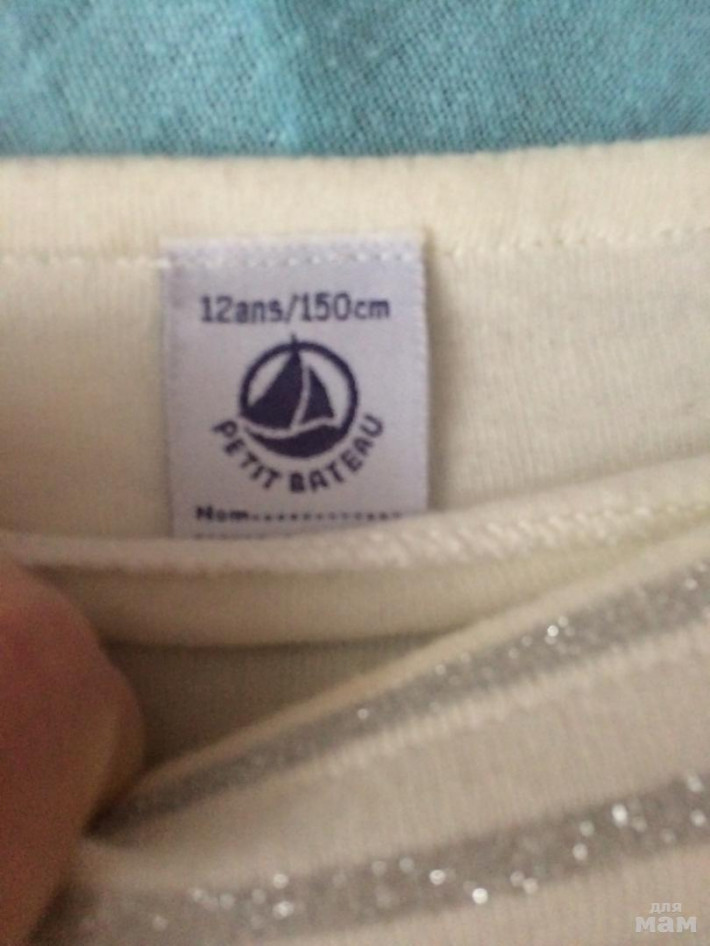 12ans/150cm
PETIT BATEAU
Nom..............
для
мам